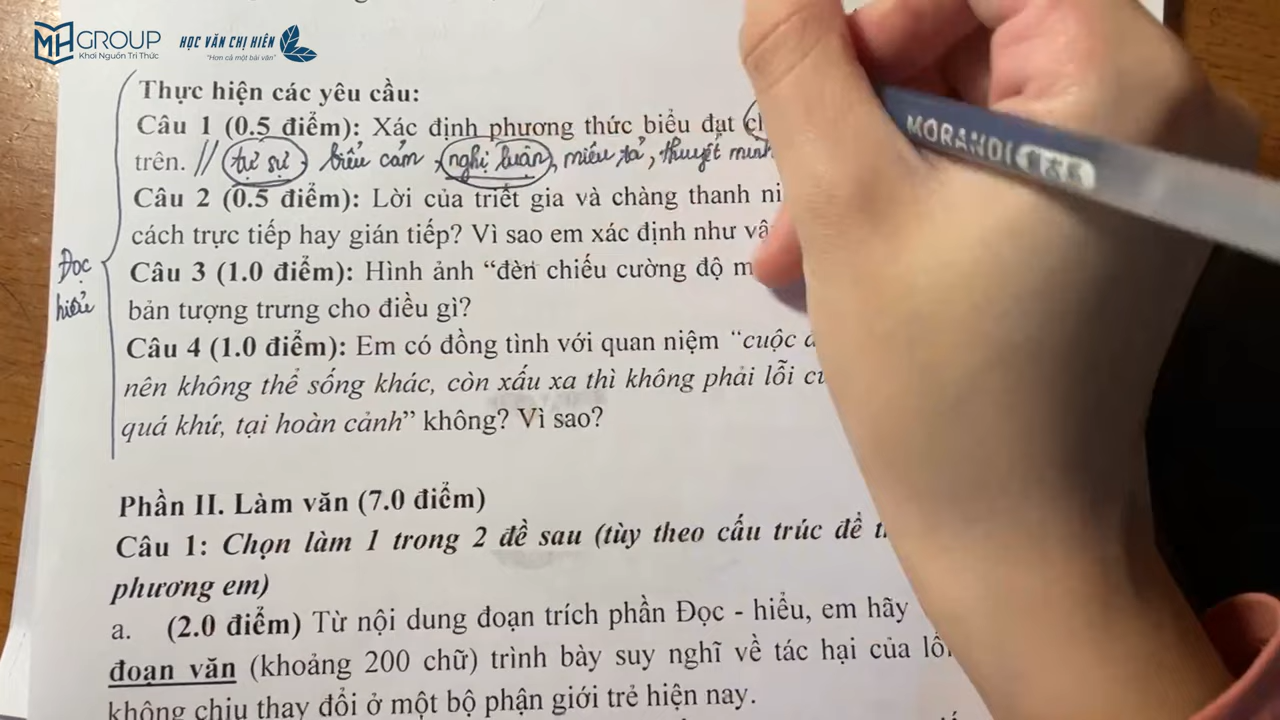 MH GROUP
Khơi Nguồn Tri Thức
HỌC VĂN CHỊ HIÊN
"Hơn cả một bài văn"
Thực hiện các yêu cầu:
Câu 1 (0.5 điểm): Xác định phương thức biểu đạt
trên. // tự sự, biểu cảm, nghị luận, miêu tả, thuyết minh
Câu 2 (0.5 điểm): Lời của triết gia và chàng thanh
cách trực tiếp hay gián tiếp? Vì sao em xác định như
Câu 3 (1.0 điểm): Hình ảnh “đèn chiếu cường độ
bản tượng trưng cho điều gì?
Câu 4 (1.0 điểm): Em có đồng tình với quan niệm “cuộc
nên không thể sống khác, còn xấu xa thì không phải lỗi
quá khứ, tại hoàn cảnh” không? Vì sao?
Đọc
hiểu
Phần II. Làm văn (7.0 điểm)
Câu 1: Chọn làm 1 trong 2 đề sau (tùy theo cấu trúc đề
phương em)
a. (2.0 điểm) Từ nội dung đoạn trích phần Đọc - hiểu, em hãy
đoạn văn (khoảng 200 chữ) trình bày suy nghĩ về tác hại của
không chịu thay đổi ở một bộ phận giới trẻ hiện nay.
MORANDI